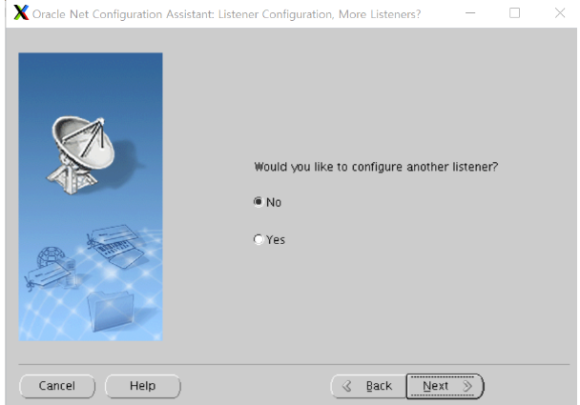 Oracle Net Configuration Assistant: Listener Configuration, More Listeners?
Would you like to configure another listener?
No
Yes
Cancel Help Back Next